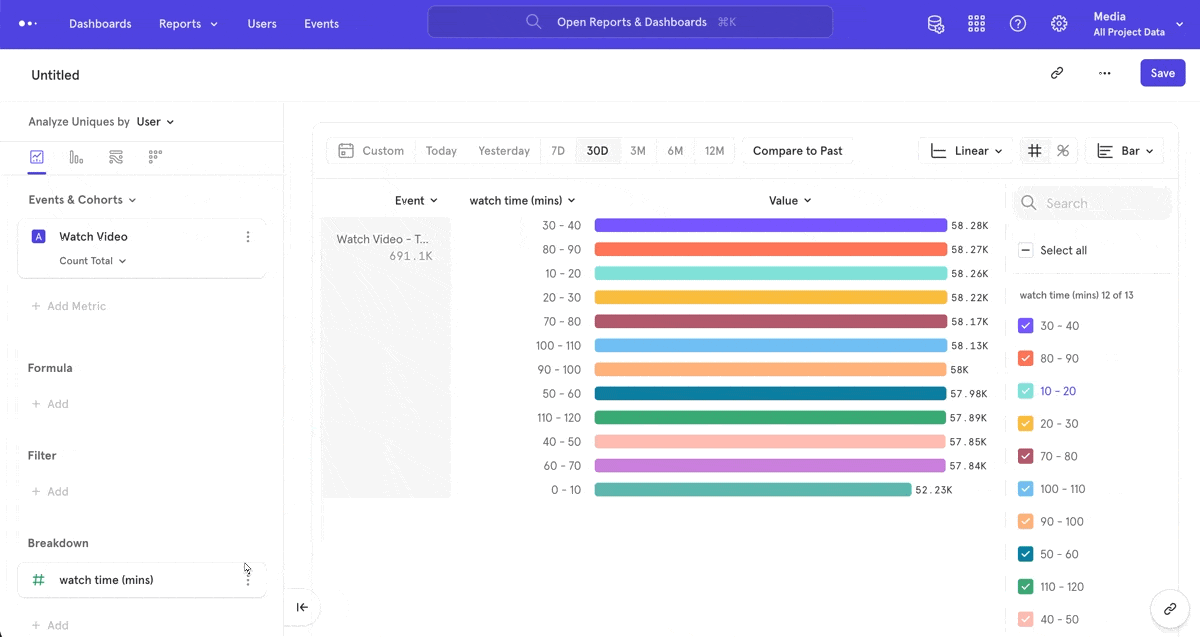 Dashboards Reports Users Events Open Reports & Dashboards ⌘K Media
All Project Data
Untitled Save
Analyze Uniques by User
Custom Today Yesterday 7D 30D 3M 6M 12M Compare to Past Linear Bar
Events & Cohorts
A Watch Video
Count Total
+ Add Metric
Formula
+ Add
Filter
+ Add
Breakdown
# watch time (mins)
+ Add
Event watch time (mins) Value
Watch Video - T...
691.1K
30 - 40 58.28K
80 - 90 58.27K
10 - 20 58.26K
20 - 30 58.22K
70 - 80 58.17K
100 - 110 58.13K
90 - 100 58K
50 - 60 57.98K
110 - 120 57.89K
40 - 50 57.85K
60 - 70 57.84K
0 - 10 52.23K
Search
Select all
watch time (mins) 12 of 13
30 - 40
80 - 90
10 - 20
20 - 30
70 - 80
100 - 110
90 - 100
50 - 60
110 - 120
40 - 50